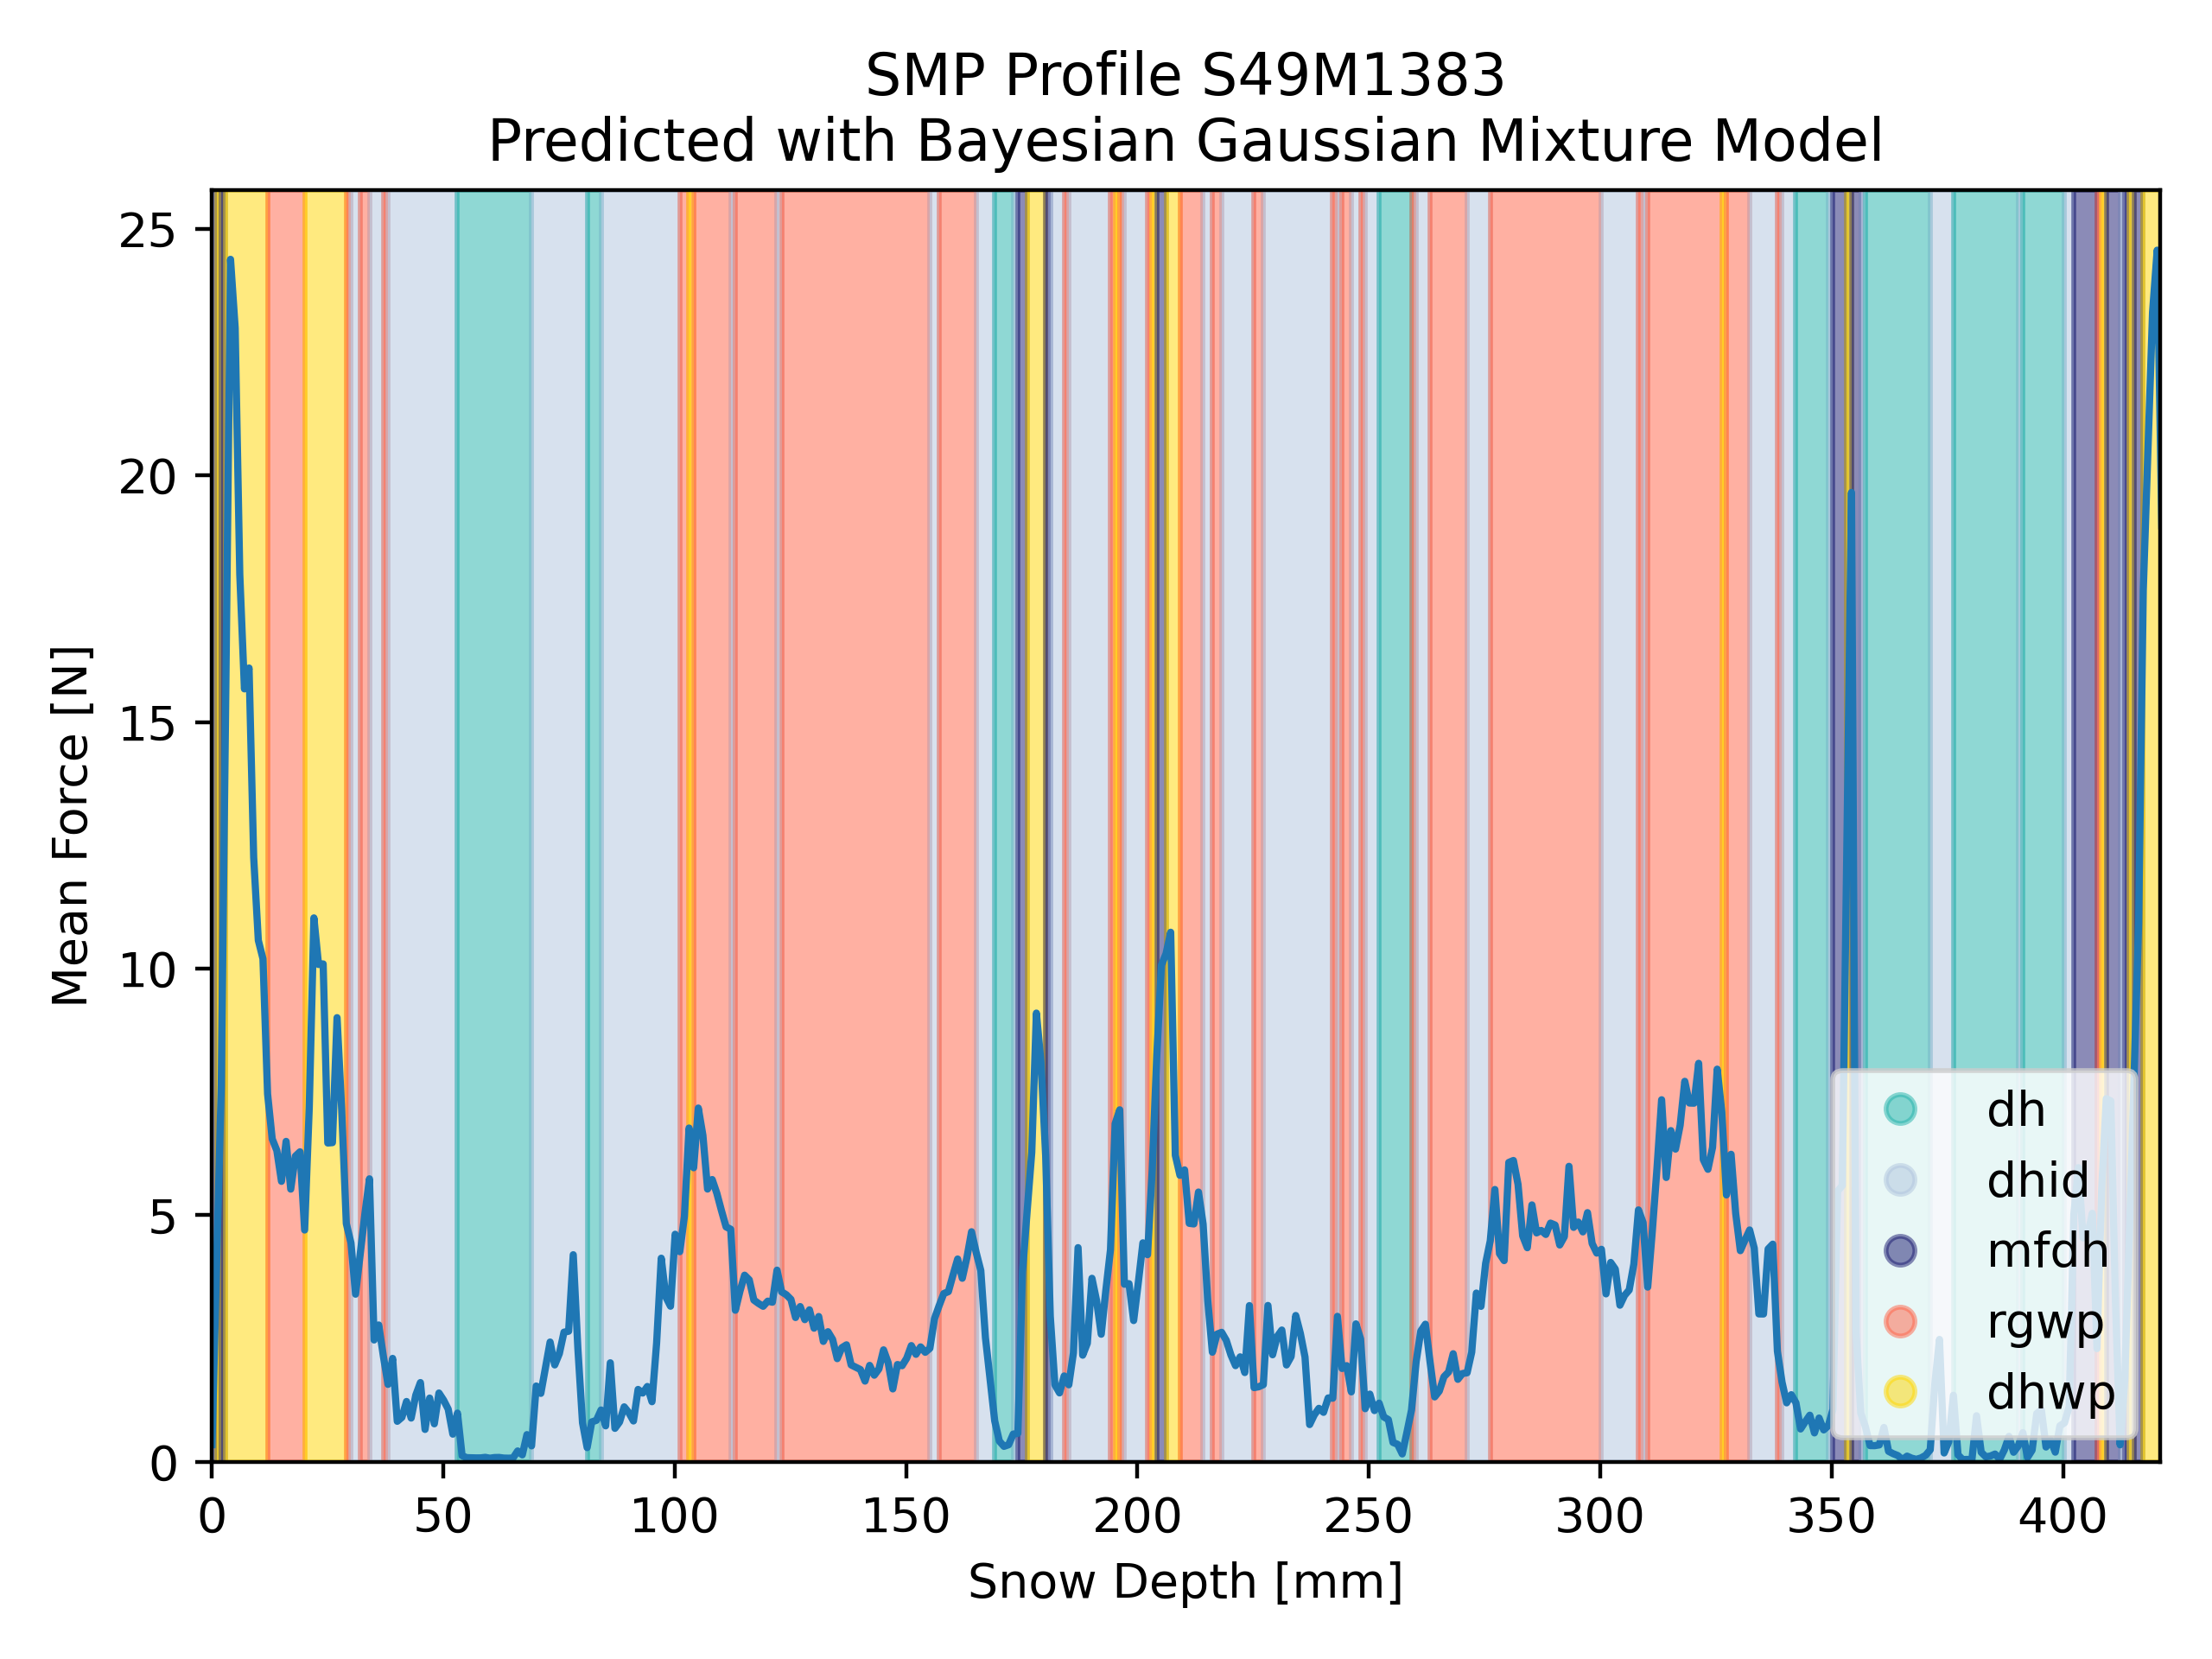 SMP Profile S49M1383
Predicted with Bayesian Gaussian Mixture Model
25
20
15
10
5
0
Mean Force [N]
0 50 100 150 200 250 300 350 400
Snow Depth [mm]
dh
dhid
mfdh
rgwp
dhwp